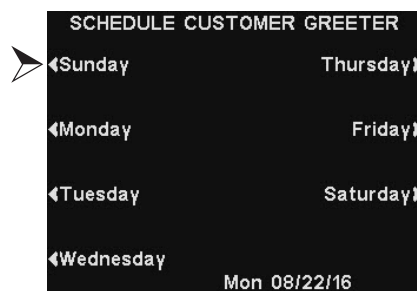 SCHEDULE CUSTOMER GREETER
Sunday Thursday
Monday Friday
Tuesday Saturday
Wednesday
Mon 08/22/16